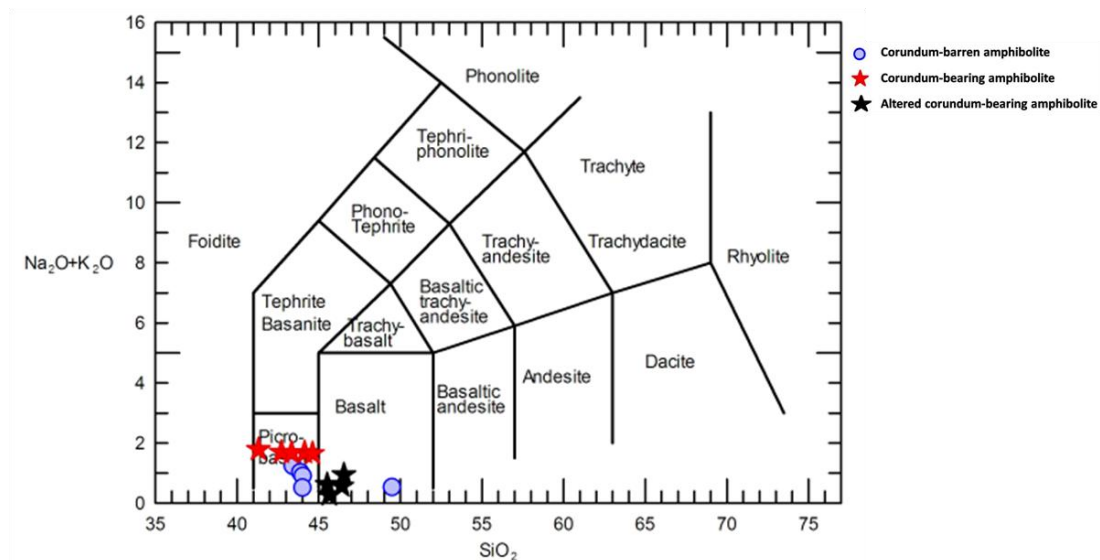 16
14
12
10
8
6
4
2
0
Na2O+K2O
35
40
45
50
55
60
65
70
75
SiO2
Phonolite
Tephri-
phonolite
Trachyte
Phono-
Tephrite
Foidite
Trachy-
andesite
Trachydacite
Rhyolite
Basaltic
trachy-
andesite
Tephrite
Basanite
Trachy-
basalt
Dacite
Andesite
Basaltic
andesite
Basalt
Picro-
Corundum-barren amphibolite
Corundum-bearing amphibolite
Altered corundum-bearing amphibolite